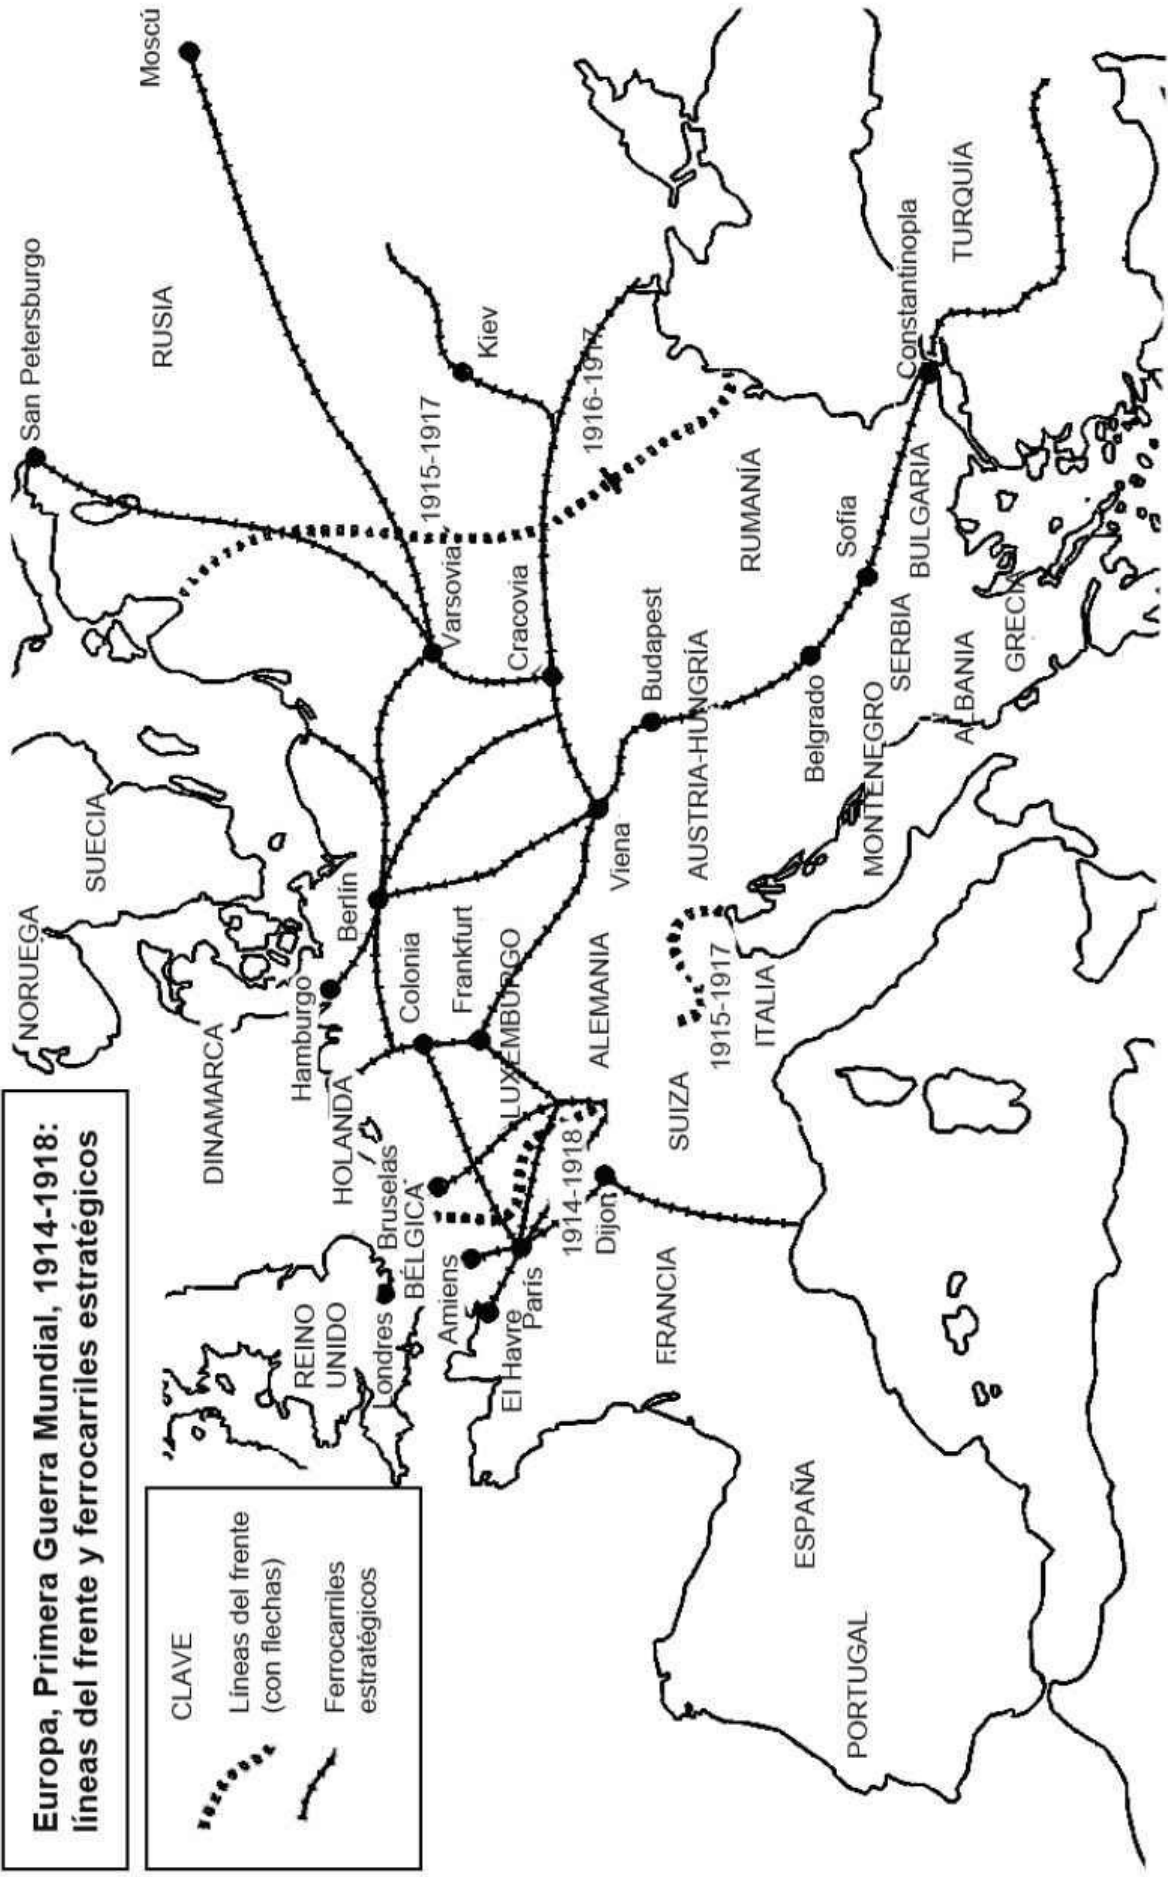 Europa, Primera Guerra Mundial, 1914-1918:
líneas del frente y ferrocarriles estratégicos
CLAVE
Líneas del frente
(con flechas)
Ferrocarriles
estratégicos
NORUEGA
SUECIA
San Petersburgo
Moscú
RUSIA
DINAMARCA
REINO
UNIDO
Londres
HOLANDA
Hamburgo
Berlín
Bruselas
BÉLGICA
Colonia
Varsovia
1915-1917
Kiev
Amiens
El Havre
París
Frankfurt
LUXEMBURGO
Cracovia
1914-1918
Dijon
ALEMANIA
Viena
Budapest
1916-1917
FRANCIA
SUIZA
AUSTRIA-HUNGRÍA
RUMANÍA
1915-1917
ITALIA
Belgrado
Sofía
MONTENEGRO
SERBIA
BULGARIA
Constantinopla
TURQUÍA
ALBANIA
GRECIA
ESPAÑA
PORTUGAL